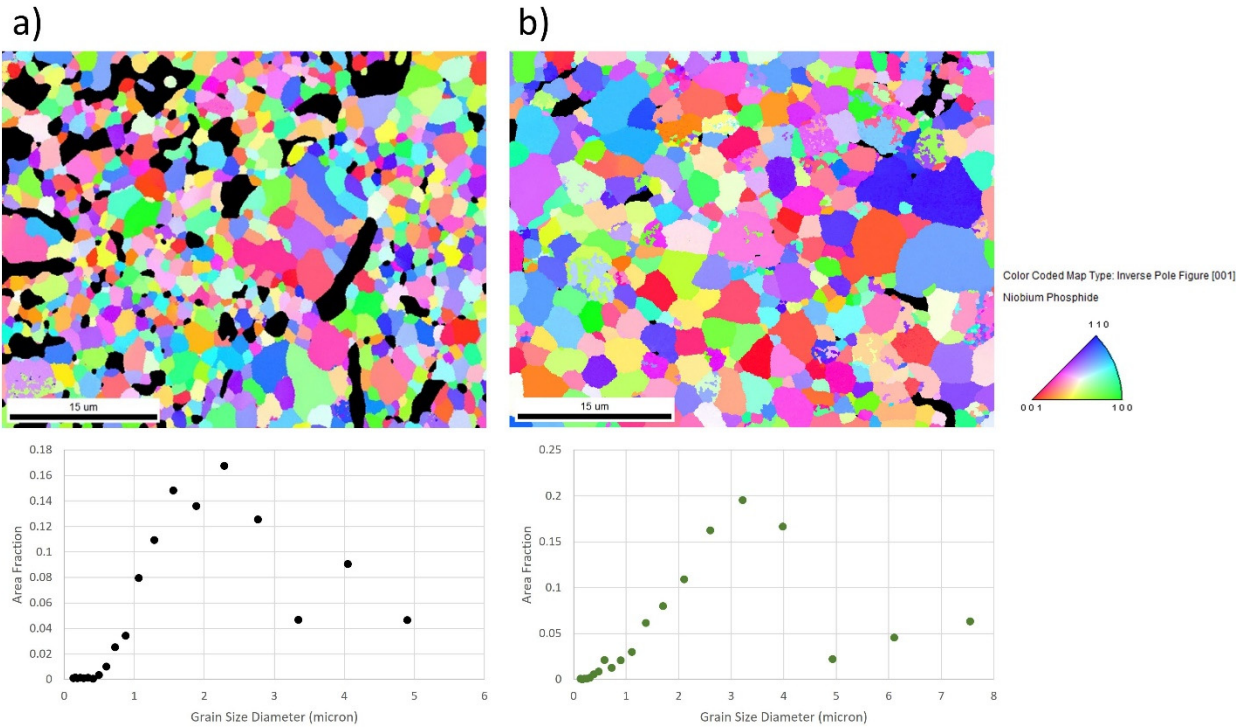 a)
b)
15 um
15 um
Color Coded Map Type: Inverse Pole Figure [001]
Niobium Phosphide
1 1 0
0 0 1
1 0 0
0.18
0.16
0.14
0.12
0.1
0.08
0.06
0.04
0.02
0
Area Fraction
0 1 2 3 4 5 6
Grain Size Diameter (micron)
0.25
0.2
0.15
0.1
0.05
0
Area Fraction
0 1 2 3 4 5 6 7 8
Grain Size Diameter (micron)